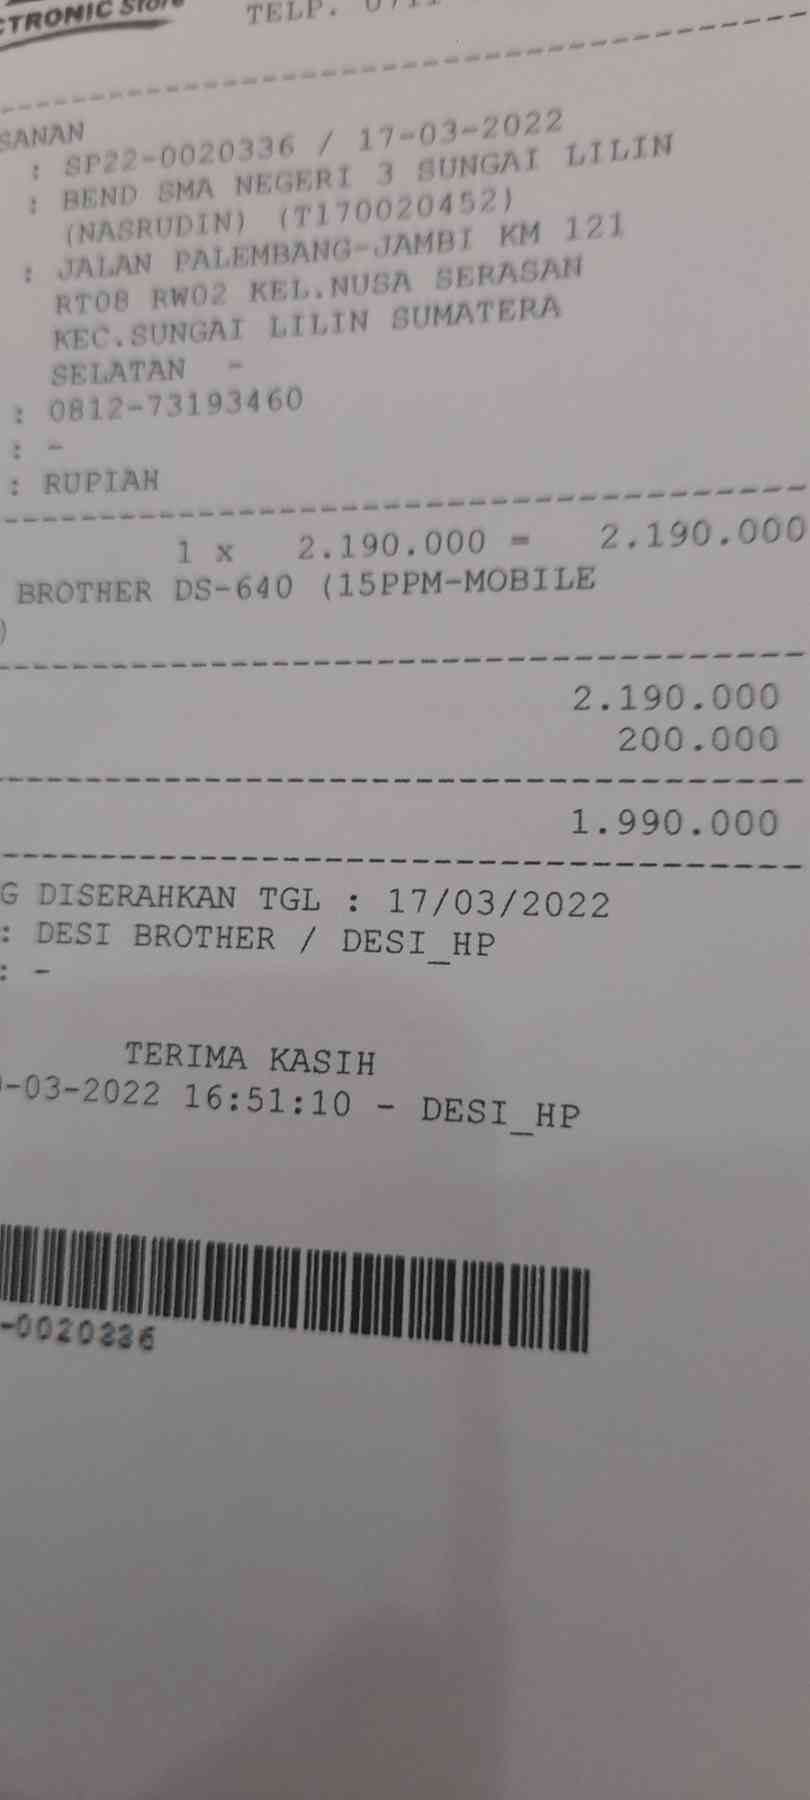 CTRONIC Store
TELP. 0711
SANAN
: SP22-0020336 / 17-03-2022
: BEND SMA NEGERI 3 SUNGAI LILIN
(NASRUDIN) (T170020452)
: JALAN PALEMBANG-JAMBI KM 121
RT08 RW02 KEL.NUSA SERASAN
KEC.SUNGAI LILIN SUMATERA
SELATAN -
: 0812-73193460
: -
: RUPIAH
1 x 2.190.000 = 2.190.000
BROTHER DS-640 (15PPM-MOBILE
)
2.190.000
200.000
1.990.000
G DISERAHKAN TGL : 17/03/2022
: DESI BROTHER / DESI_HP
: -
TERIMA KASIH
-03-2022 16:51:10 - DESI_HP
-0020336